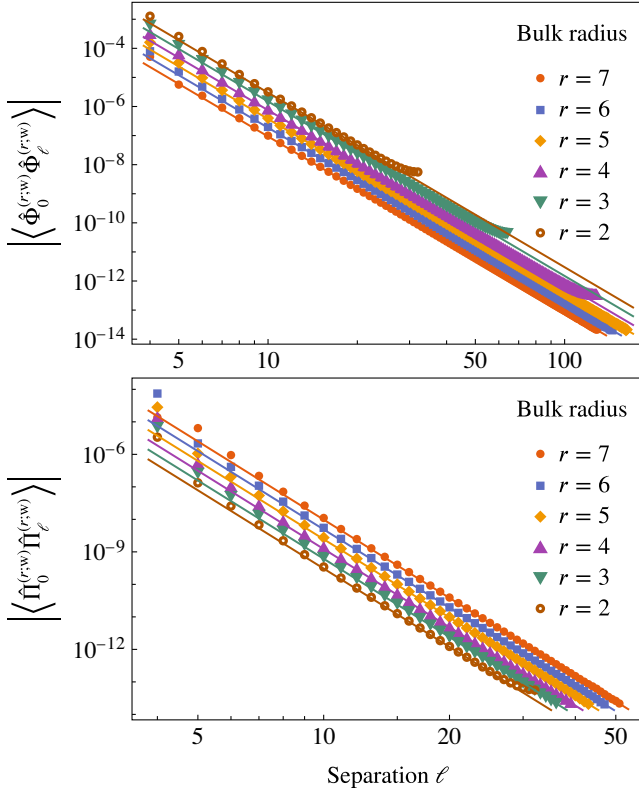 Bulk radius
r = 7
r = 6
r = 5
r = 4
r = 3
r = 2
|⟨Φ̂₀⁽ʳ;ʷ⁾ Φ̂_ℓ⁽ʳ;ʷ⁾⟩|
10⁻⁴
10⁻⁶
10⁻⁸
10⁻¹⁰
10⁻¹²
10⁻¹⁴
5 10 50 100
Bulk radius
r = 7
r = 6
r = 5
r = 4
r = 3
r = 2
|⟨Π̂₀⁽ʳ;ʷ⁾ Π̂_ℓ⁽ʳ;ʷ⁾⟩|
10⁻⁶
10⁻⁹
10⁻¹²
5 10 20 50
Separation ℓ